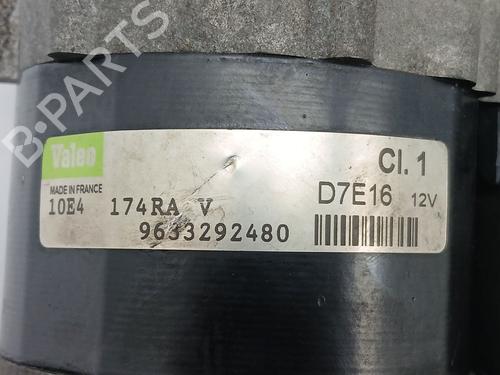 B-PARTS
Valeo
MADE IN FRANCE
Cl. 1
D7E16 12V
10E4 174RA V
9633292480